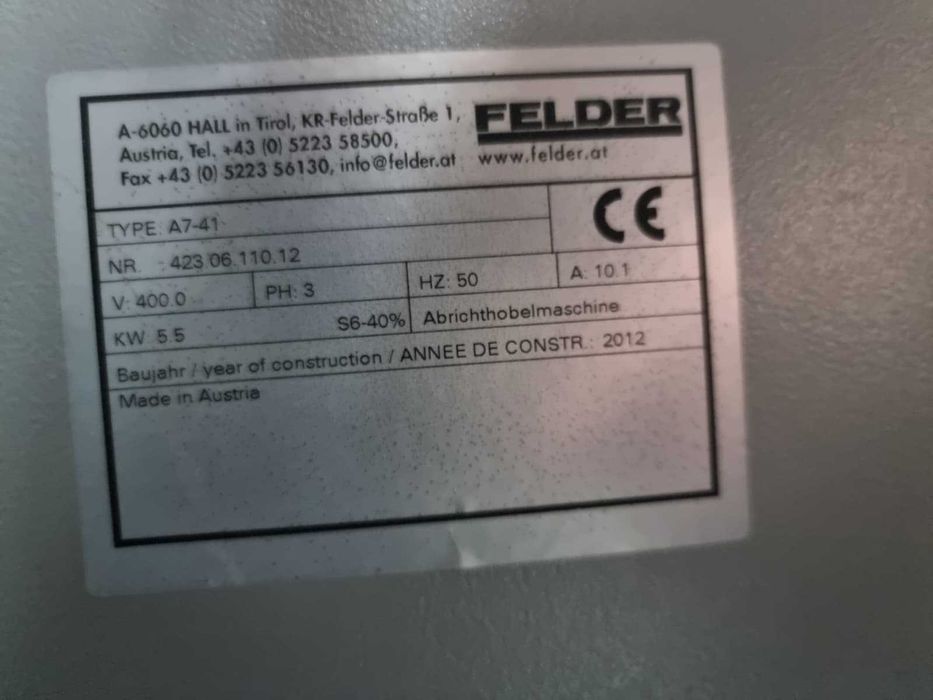 A-6060 HALL in Tirol, KR-Felder-Straße 1,
Austria, Tel. +43 (0) 5223 58500,
Fax +43 (0) 5223 56130, info@felder.at
FELDER
www.felder.at
TYPE: A7-41
CE
NR. : 423.06.110.12
V: 400.0 PH: 3 HZ: 50 A: 10.1
KW: 5.5 S6-40% Abrichthobelmaschine
Baujahr / year of construction / ANNEE DE CONSTR.: 2012
Made in Austria